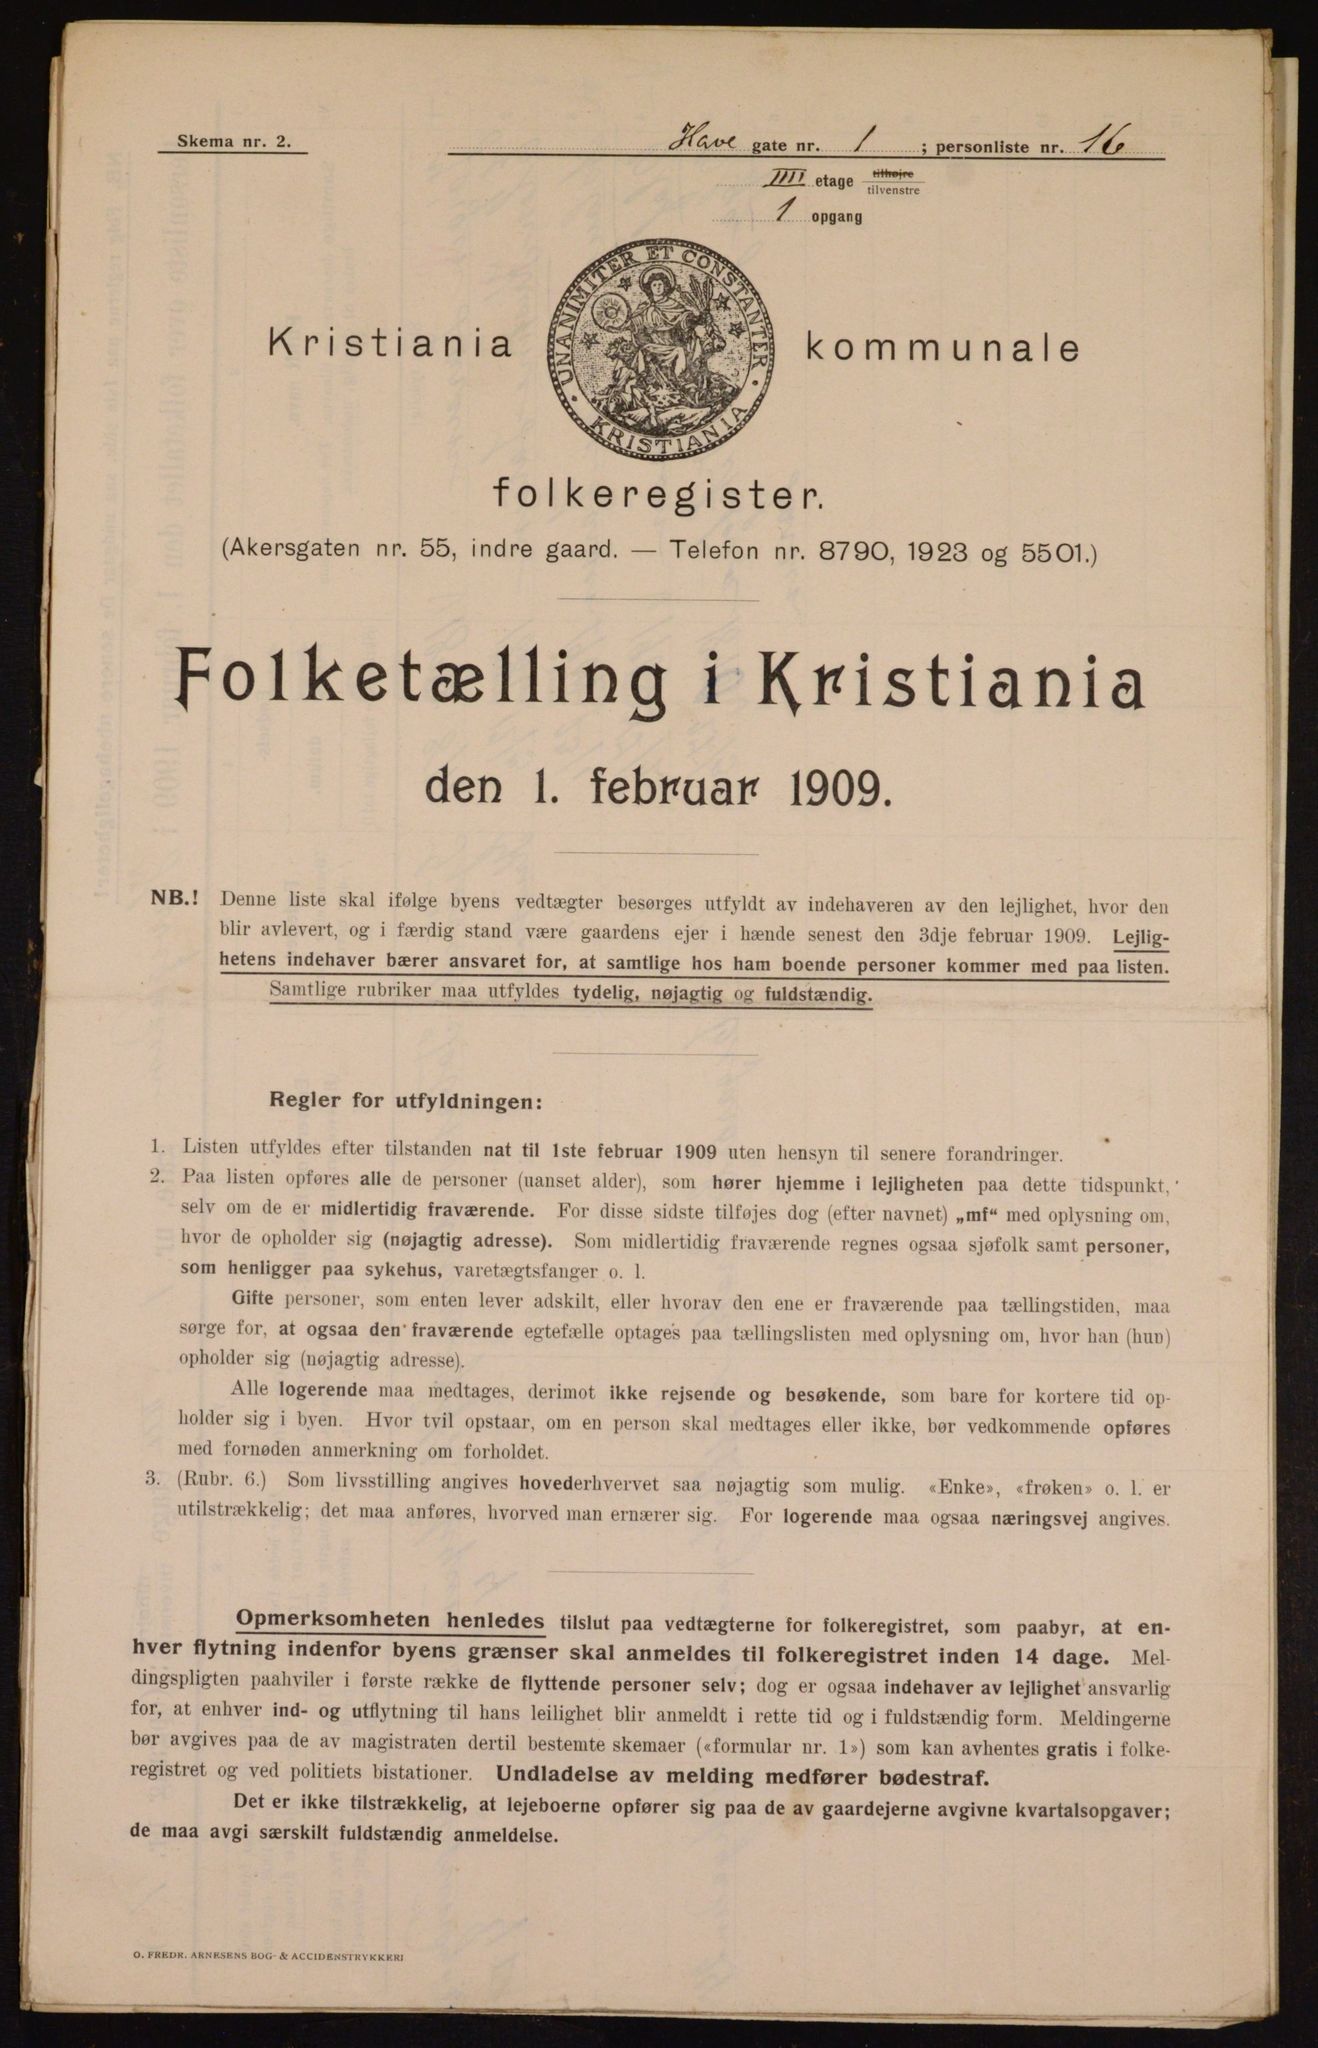 Skema nr. 2.
Have gate nr. 1 ; personliste nr. 16
IIII etage tilhøjre
tilvenstre
1 opgang
UNANIMITER ET CONSTANTER
KRISTIANIA
Kristiania kommunale
folkeregister.
(Akersgaten nr. 55, indre gaard. — Telefon nr. 8790, 1923 og 5501.)
Folketælling i Kristiania
den 1. februar 1909.
NB.! Denne liste skal ifølge byens vedtægter besørges utfyldt av indehaveren av den lejlighet, hvor den
blir avlevert, og i færdig stand være gaardens ejer i hænde senest den 3dje februar 1909. Lejlig-
hetens indehaver bærer ansvaret for, at samtlige hos ham boende personer kommer med paa listen.
Samtlige rubriker maa utfyldes tydelig, nøjagtig og fuldstændig.
Regler for utfyldningen:
1. Listen utfyldes efter tilstanden nat til 1ste februar 1909 uten hensyn til senere forandringer.
2. Paa listen opføres alle de personer (uanset alder), som hører hjemme i lejligheten paa dette tidspunkt,
selv om de er midlertidig fraværende. For disse sidste tilføjes dog (efter navnet) „mf“ med oplysning om,
hvor de opholder sig (nøjagtig adresse). Som midlertidig fraværende regnes ogsaa sjøfolk samt personer,
som henligger paa sykehus, varetægtsfanger o. l.
Gifte personer, som enten lever adskilt, eller hvorav den ene er fraværende paa tællingstiden, maa
sørge for, at ogsaa den fraværende egtefælle optages paa tællingslisten med oplysning om, hvor han (hun)
opholder sig (nøjagtig adresse).
Alle logerende maa medtages, derimot ikke rejsende og besøkende, som bare for kortere tid op-
holder sig i byen. Hvor tvil opstaar, om en person skal medtages eller ikke, bør vedkommende opføres
med fornøden anmerkning om forholdet.
3. (Rubr. 6.) Som livsstilling angives hovederhvervet saa nøjagtig som mulig. «Enke», «frøken» o. l. er
utilstrækkelig; det maa anføres, hvorved man ernærer sig. For logerende maa ogsaa næringsvej angives.
Opmerksomheten henledes tilslut paa vedtægterne for folkeregistret, som paabyr, at en-
hver flytning indenfor byens grænser skal anmeldes til folkeregistret inden 14 dage. Mel-
dingspligten paahviler i første række de flyttende personer selv; dog er ogsaa indehaver av lejlighet ansvarlig
for, at enhver ind- og utflytning til hans leilighet blir anmeldt i rette tid og i fuldstændig form. Meldingerne
bør avgives paa de av magistraten dertil bestemte skemaer («formular nr. 1») som kan avhentes gratis i folke-
registret og ved politiets bistationer. Undladelse av melding medfører bødestraf.
Det er ikke tilstrækkelig, at lejeboerne opfører sig paa de av gaardejerne avgivne kvartalsopgaver;
de maa avgi særskilt fuldstændig anmeldelse.
O. FREDR. ARNESENS BOG- & ACCIDENSTRYKKERI